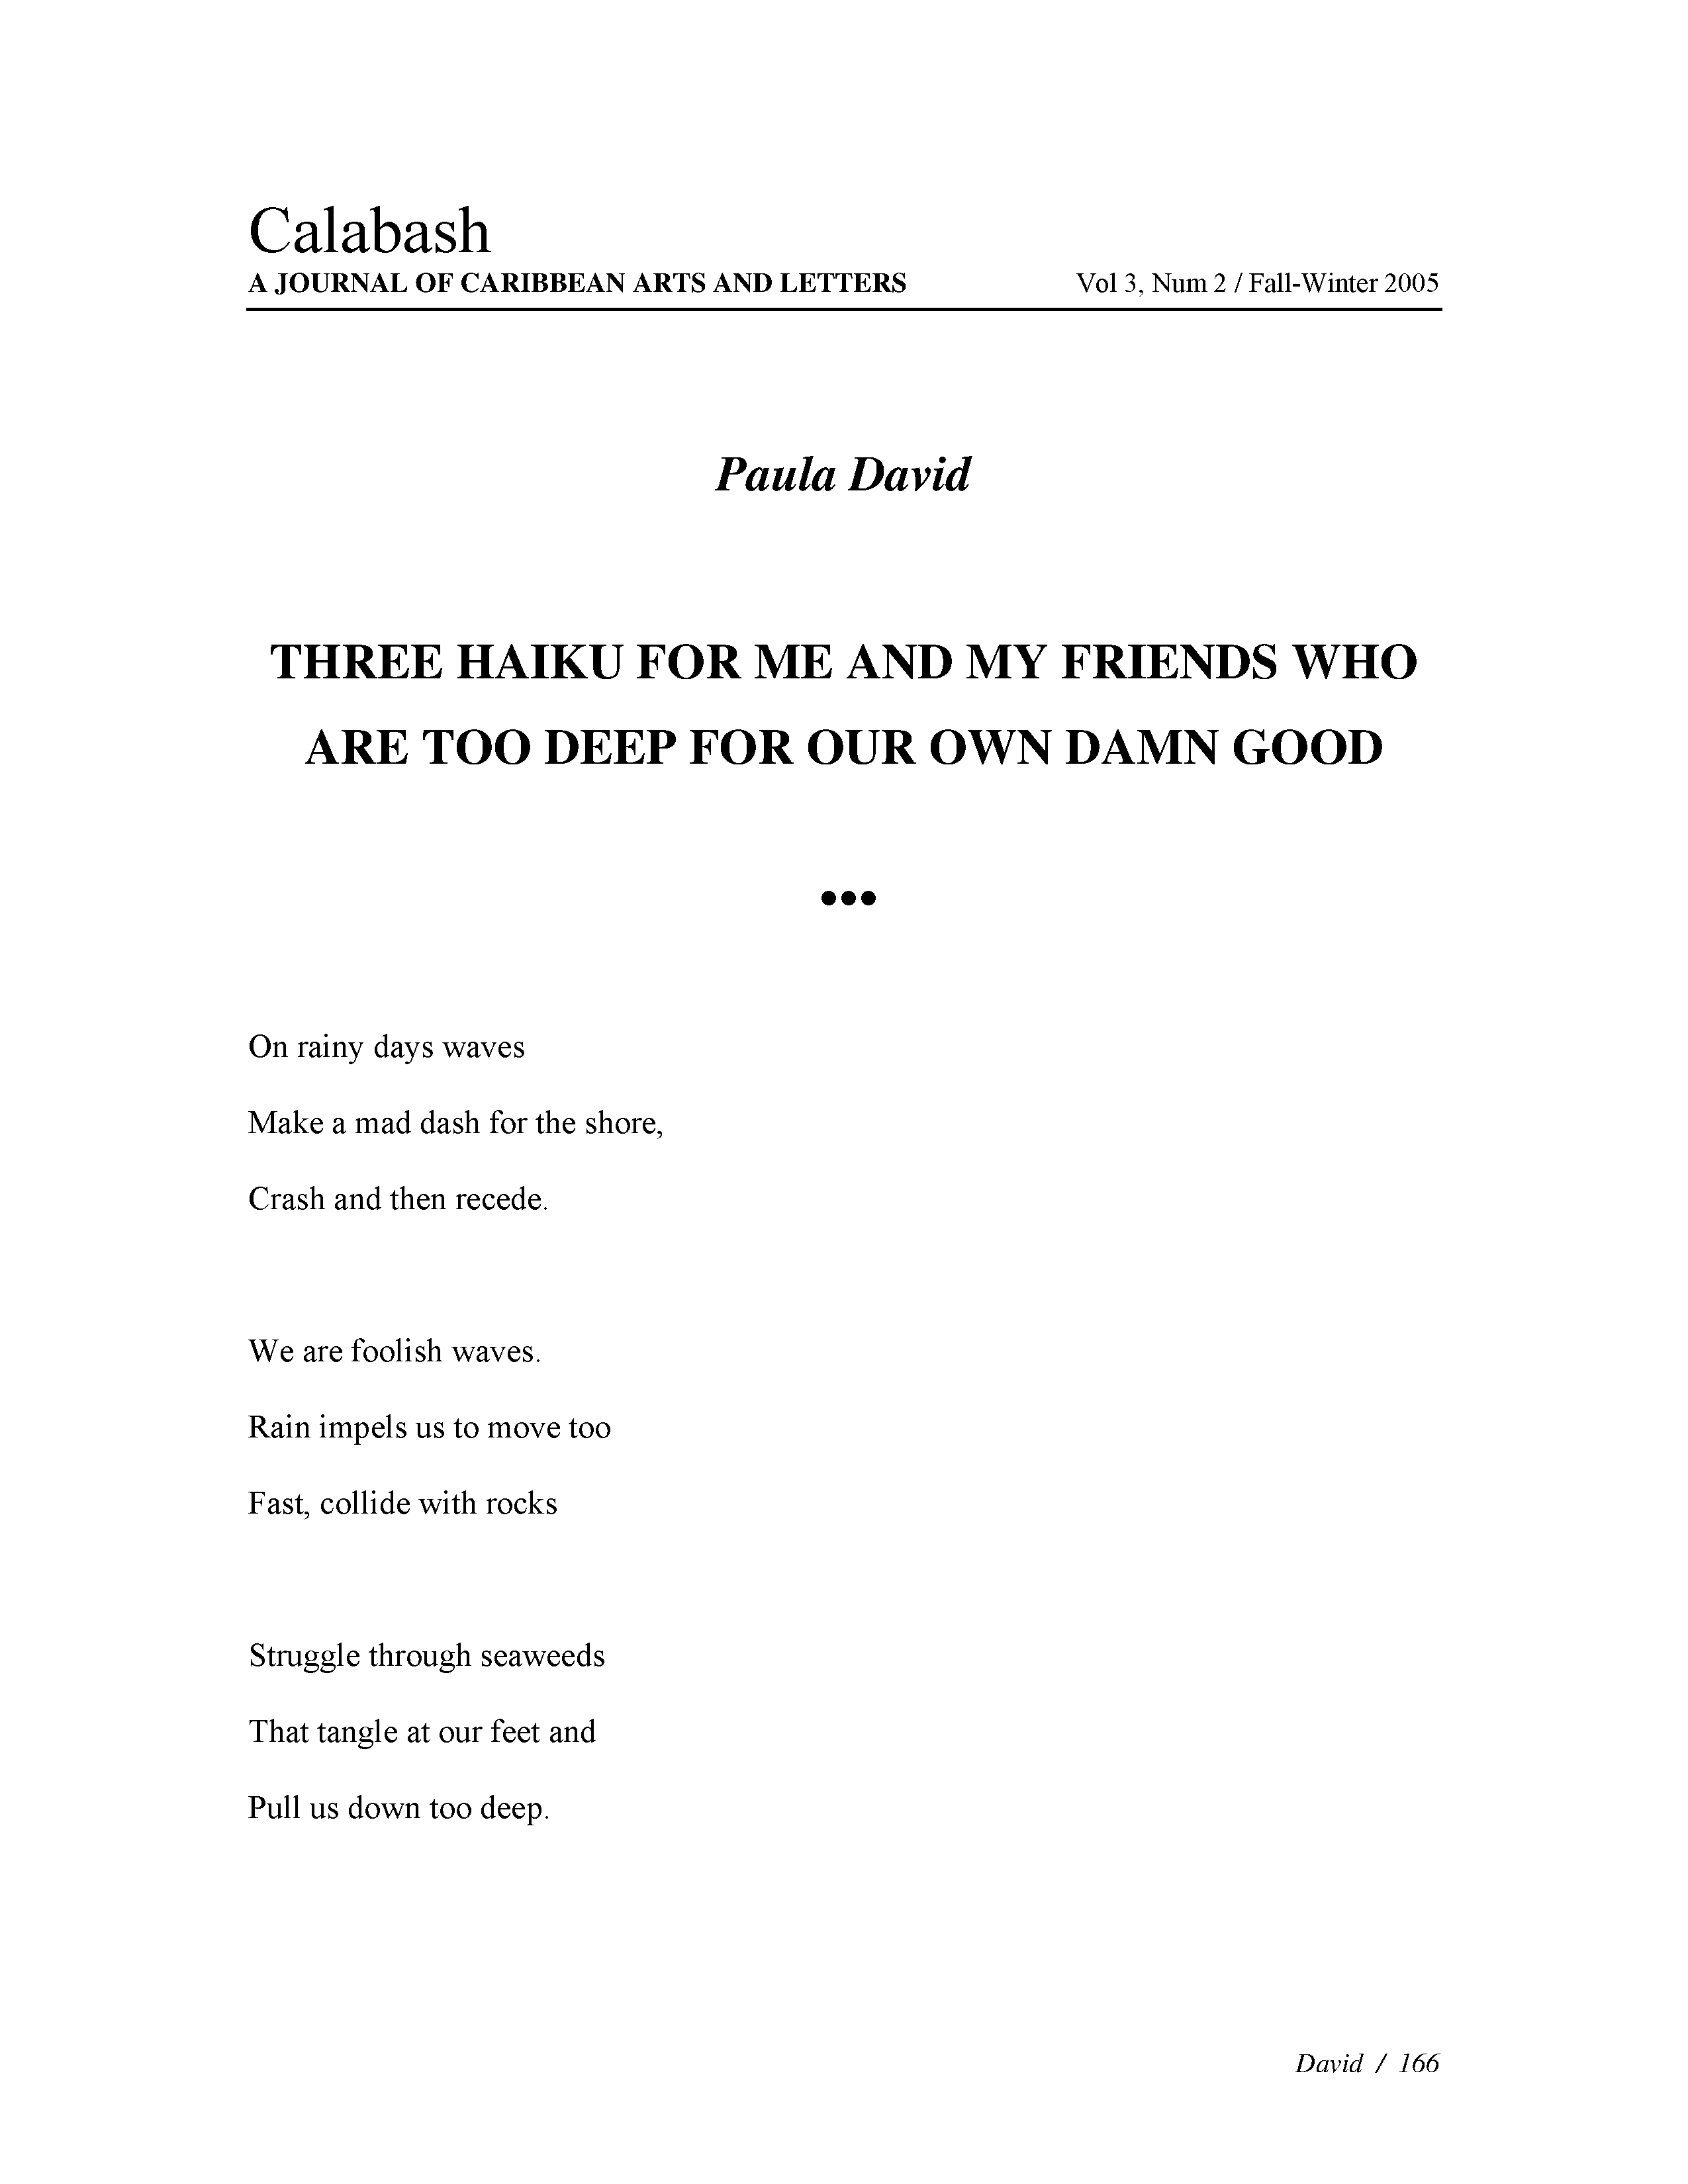 Calabash
A JOURNAL OF CARIBBEAN ARTS AND LETTERS Vol 3, Num 2 / Fall-Winter 2005
Paula David
THREE HAIKU FOR ME AND MY FRIENDS WHO
ARE TOO DEEP FOR OUR OWN DAMN GOOD
•••
On rainy days waves
Make a mad dash for the shore,
Crash and then recede.
We are foolish waves.
Rain impels us to move too
Fast, collide with rocks
Struggle through seaweeds
That tangle at our feet and
Pull us down too deep.
David / 166